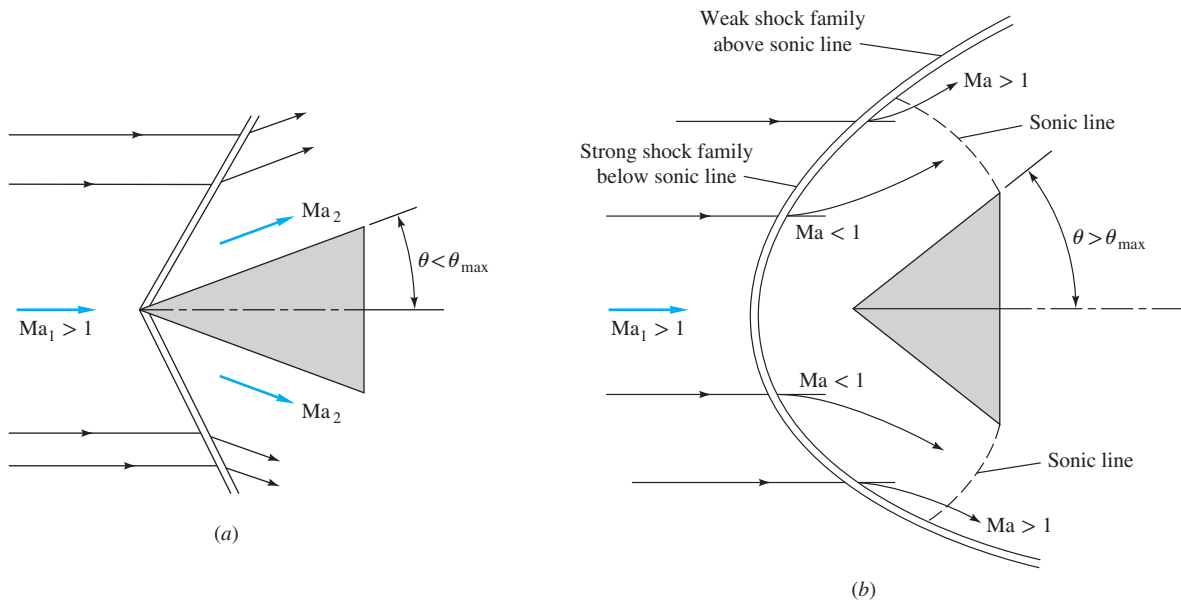 Ma2
θ<θmax
Ma1 > 1
Ma2
(a)
Weak shock family
above sonic line
Ma > 1
Sonic line
Strong shock family
below sonic line
Ma < 1
θ>θmax
Ma1 > 1
Ma < 1
Sonic line
Ma > 1
(b)